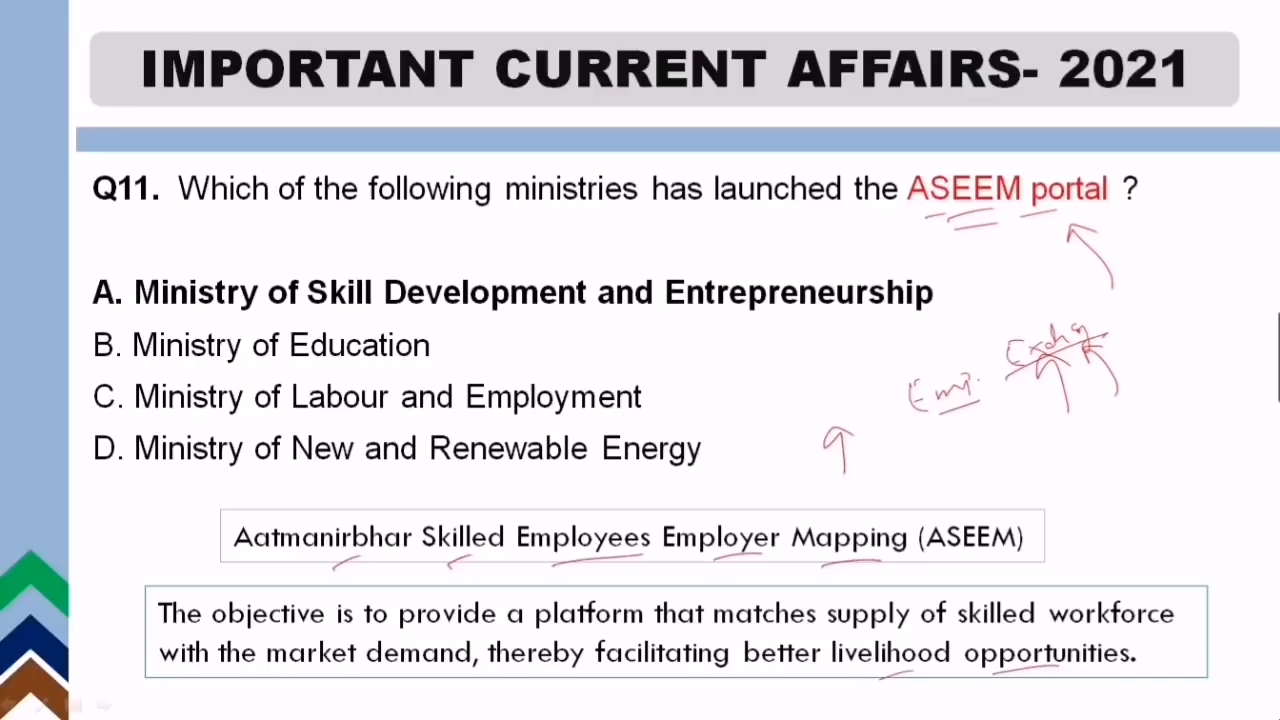 IMPORTANT CURRENT AFFAIRS- 2021
Q11. Which of the following ministries has launched the ASEEM portal ?
A. Ministry of Skill Development and Entrepreneurship
B. Ministry of Education
C. Ministry of Labour and Employment
D. Ministry of New and Renewable Energy
Emp.
Aatmanirbhar Skilled Employees Employer Mapping (ASEEM)
The objective is to provide a platform that matches supply of skilled workforce
with the market demand, thereby facilitating better livelihood opportunities.